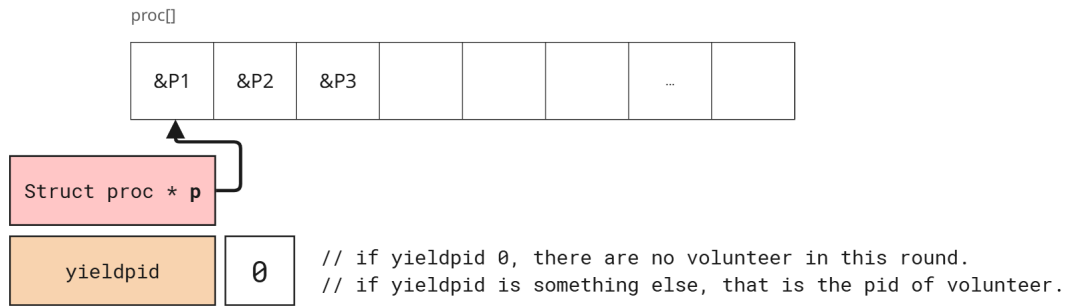 proc[]
&P1 &P2 &P3 ...
Struct proc * p
yieldpid 0
// if yieldpid 0, there are no volunteer in this round.
// if yieldpid is something else, that is the pid of volunteer.